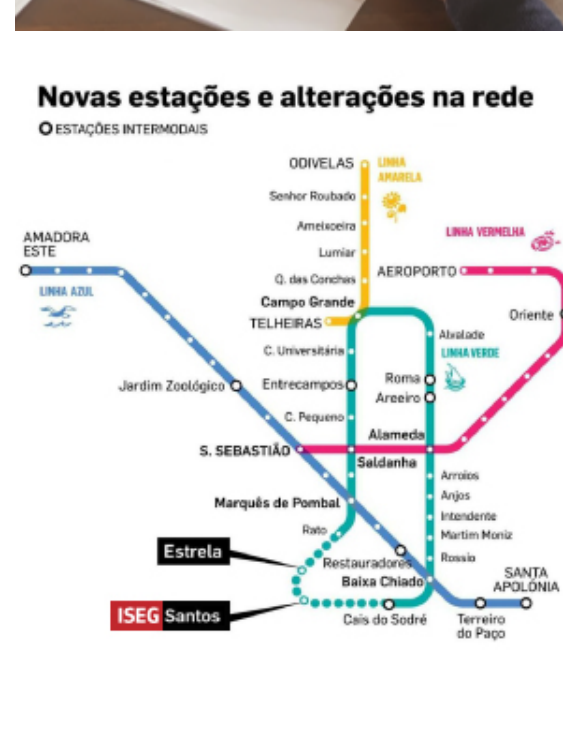 Novas estações e alterações na rede
ESTAÇÕES INTERMODAIS
ODIVELAS
LINHA
AMARELA
Senhor Roubado
Ameixoeira
LINHA VERMELHA
AMADORA
ESTE
Lumiar
LINHA AZUL
Q. das Conchas
AEROPORTO
Campo Grande
Oriente
TELHEIRAS
Alvalade
C. Universitária
LINHA VERDE
Jardim Zoológico
Entrecampos
Roma
Areeiro
C. Pequeno
Alameda
S. SEBASTIÃO
Saldanha
Arroios
Anjos
Marquês de Pombal
Intendente
Rato
Martim Moniz
Estrela
Restauradores
Rossio
Baixa Chiado
SANTA
APOLÓNIA
ISEG Santos
Cais do Sodré
Terreiro
do Paço